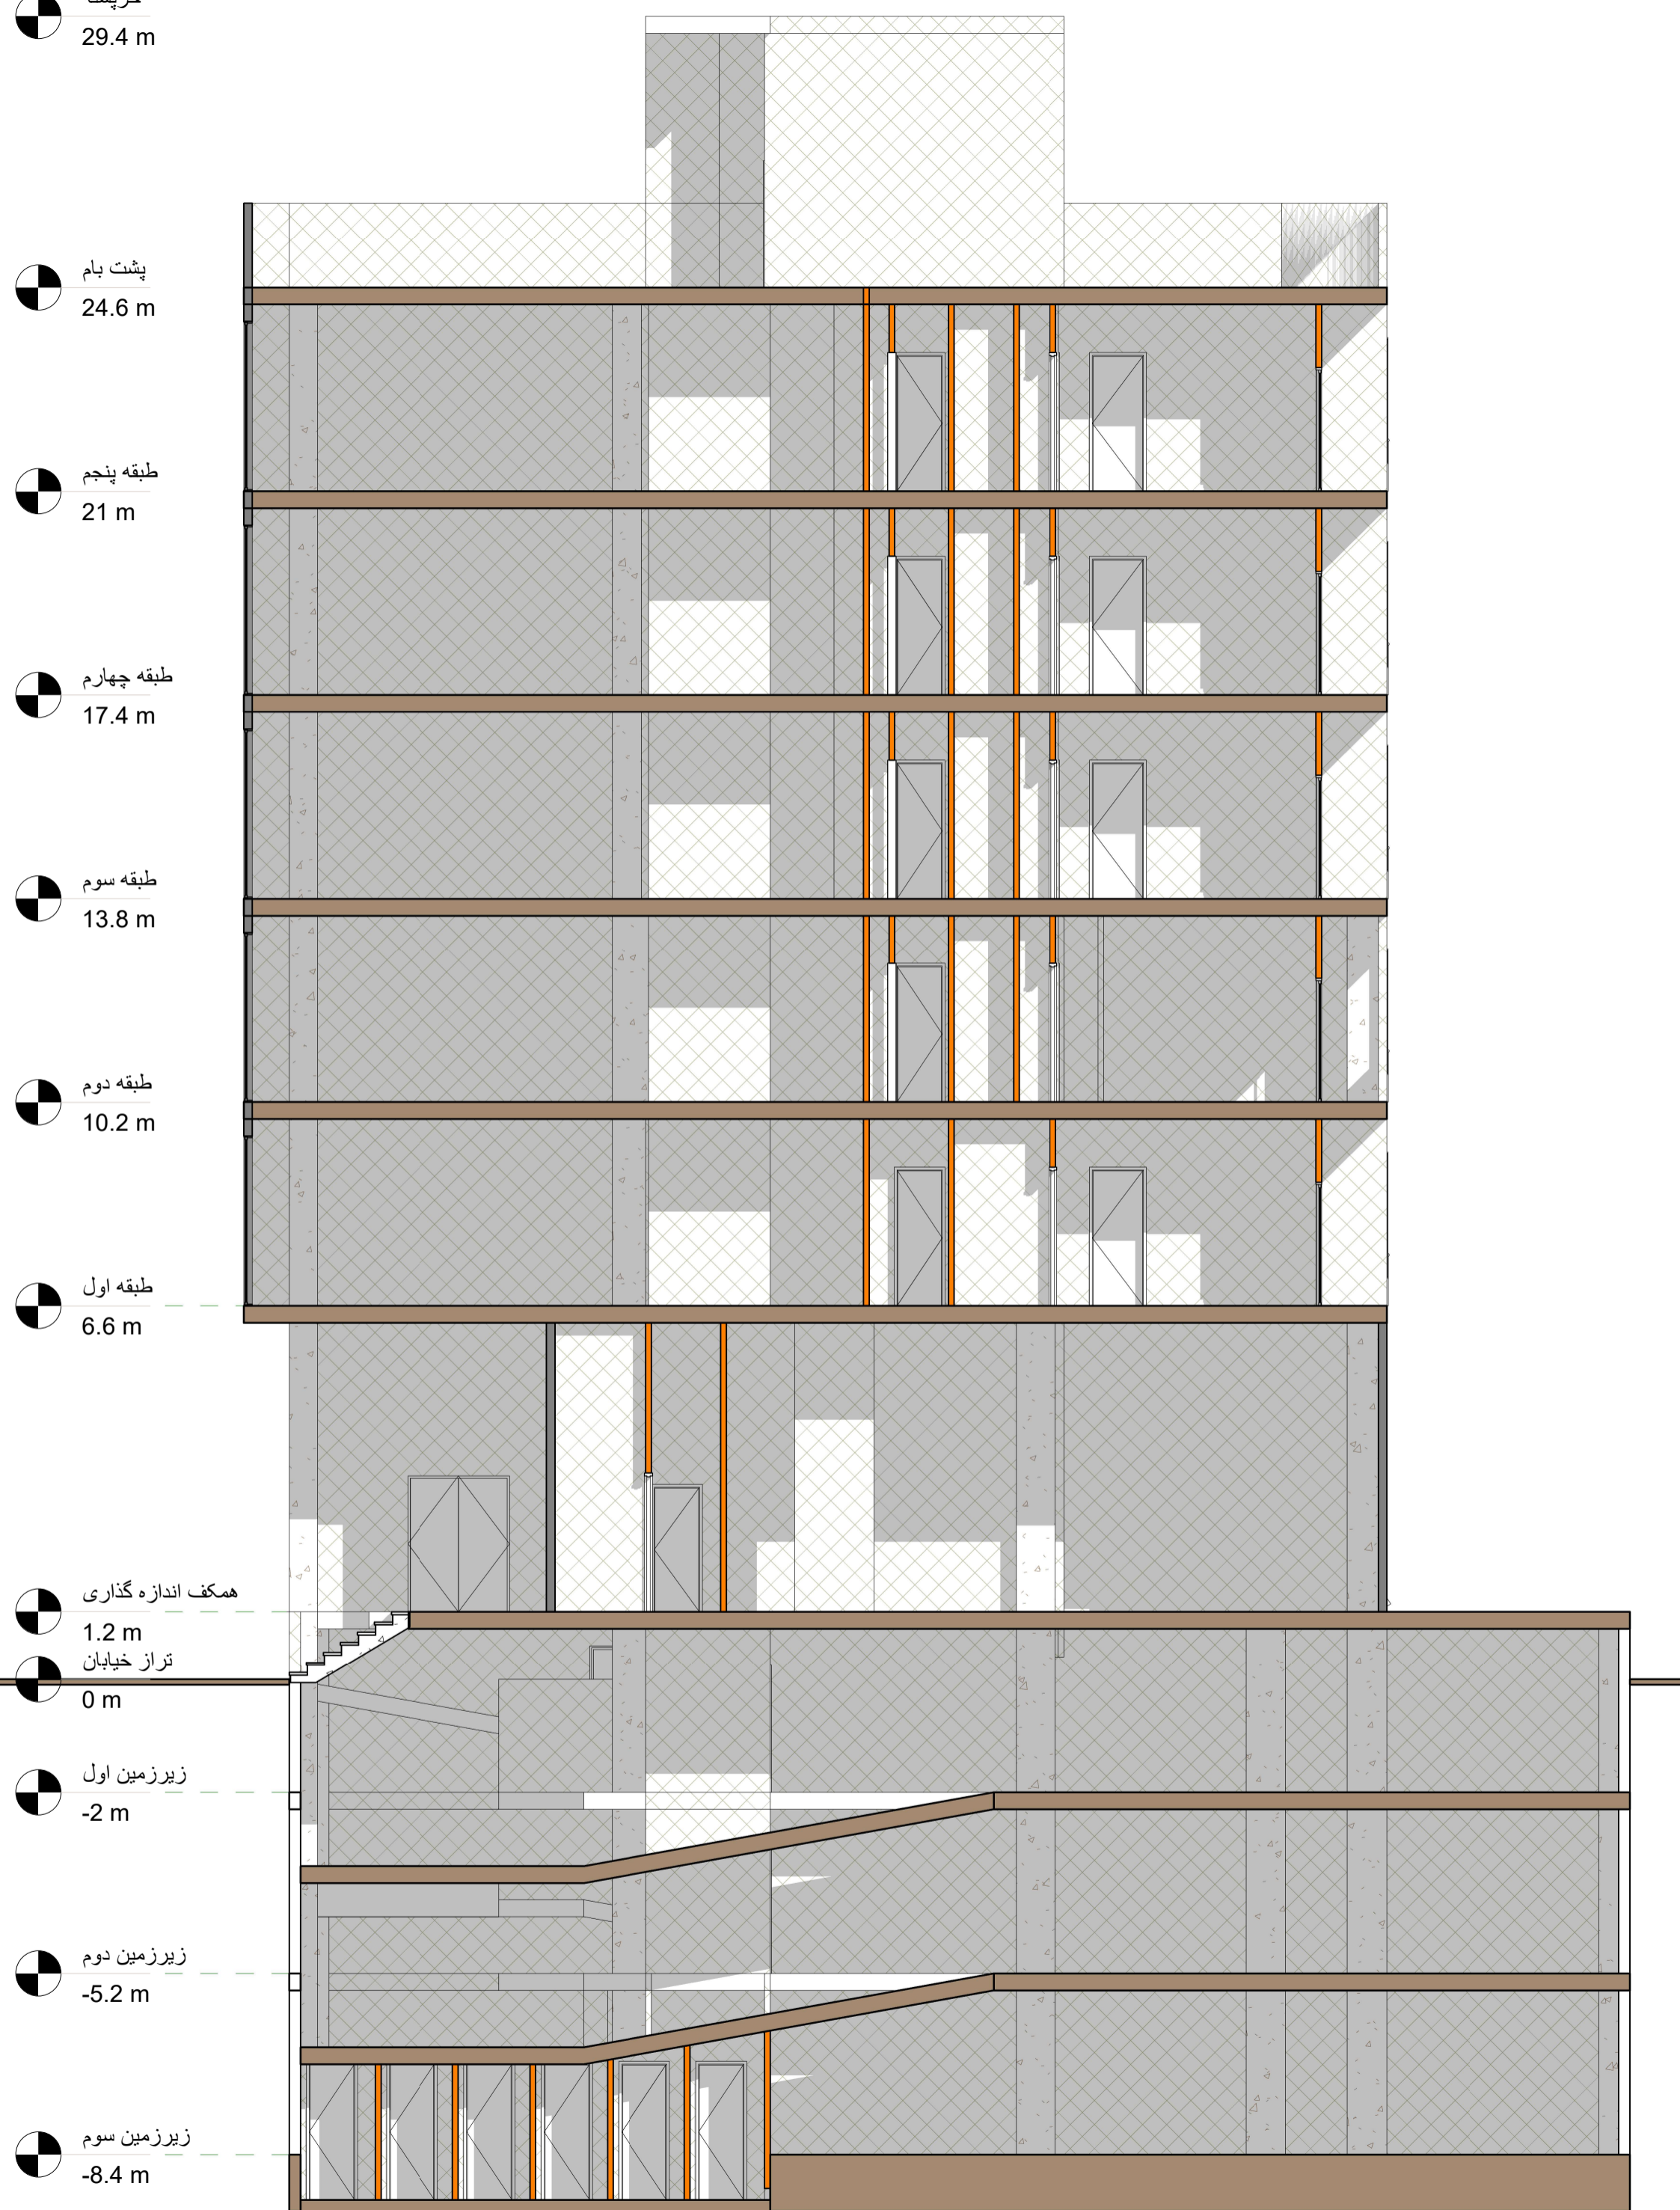 29.4 m
پشت بام
24.6 m
طبقه پنجم
21 m
طبقه چهارم
17.4 m
طبقه سوم
13.8 m
طبقه دوم
10.2 m
طبقه اول
6.6 m
همکف اندازه گذاری
1.2 m
تراز خیابان
0 m
زیرزمین اول
-2 m
زیرزمین دوم
-5.2 m
زیرزمین سوم
-8.4 m